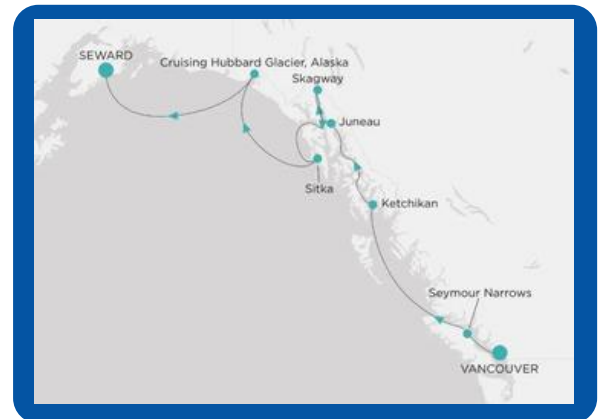 SEWARD
Cruising Hubbard Glacier, Alaska
Skagway
Juneau
Sitka
Ketchikan
Seymour Narrows
VANCOUVER